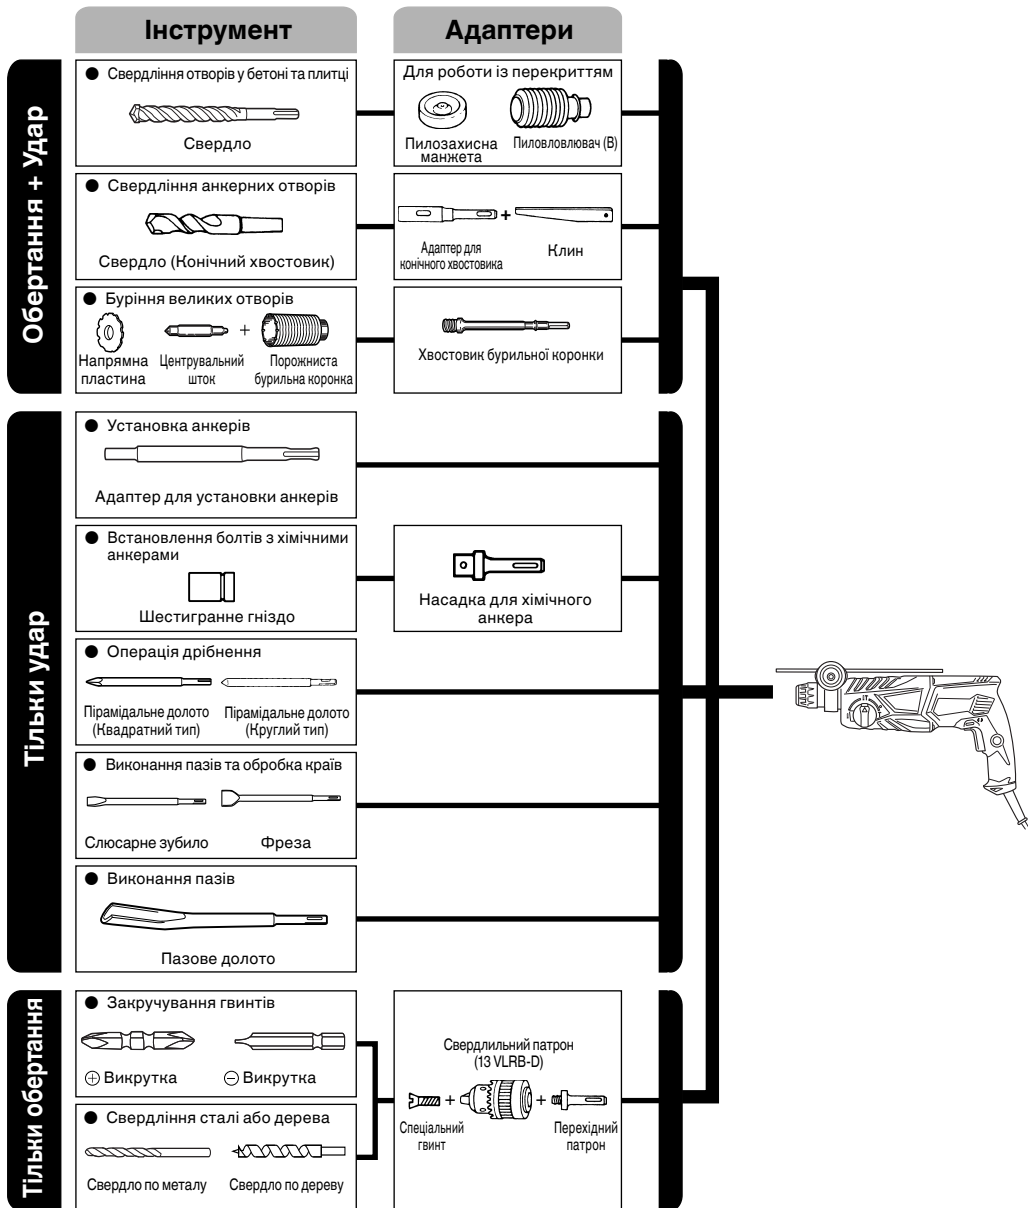 Інструмент
Адаптери
Обертання + Удар
● Свердління отворів у бетоні та плитці
Свердло
Для роботи із перекриттям
Пилозахисна
манжета
Пиловловлювач (B)
● Свердління анкерних отворів
Свердло (Конічний хвостовик)
+
Адаптер для
конічного хвостовика
Клин
● Буріння великих отворів
+
Напрямна
пластина
Центрувальний
шток
Порожниста
бурильна коронка
Хвостовик бурильної коронки
Тільки удар
● Установка анкерів
Адаптер для установки анкерів
● Встановлення болтів з хімічними
анкерами
Шестигранне гніздо
Насадка для хімічного
анкера
● Операція дрібнення
Пірамідальне долото
(Квадратний тип)
Пірамідальне долото
(Круглий тип)
● Виконання пазів та обробка країв
Слюсарне зубило
Фреза
● Виконання пазів
Пазове долото
Тільки обертання
● Закручування гвинтів
⊕ Викрутка
⊖ Викрутка
● Свердління сталі або дерева
Свердло по металу
Свердло по дереву
Свердлильний патрон
(13 VLRB-D)
+ +
Спеціальний
гвинт
Перехідний
патрон